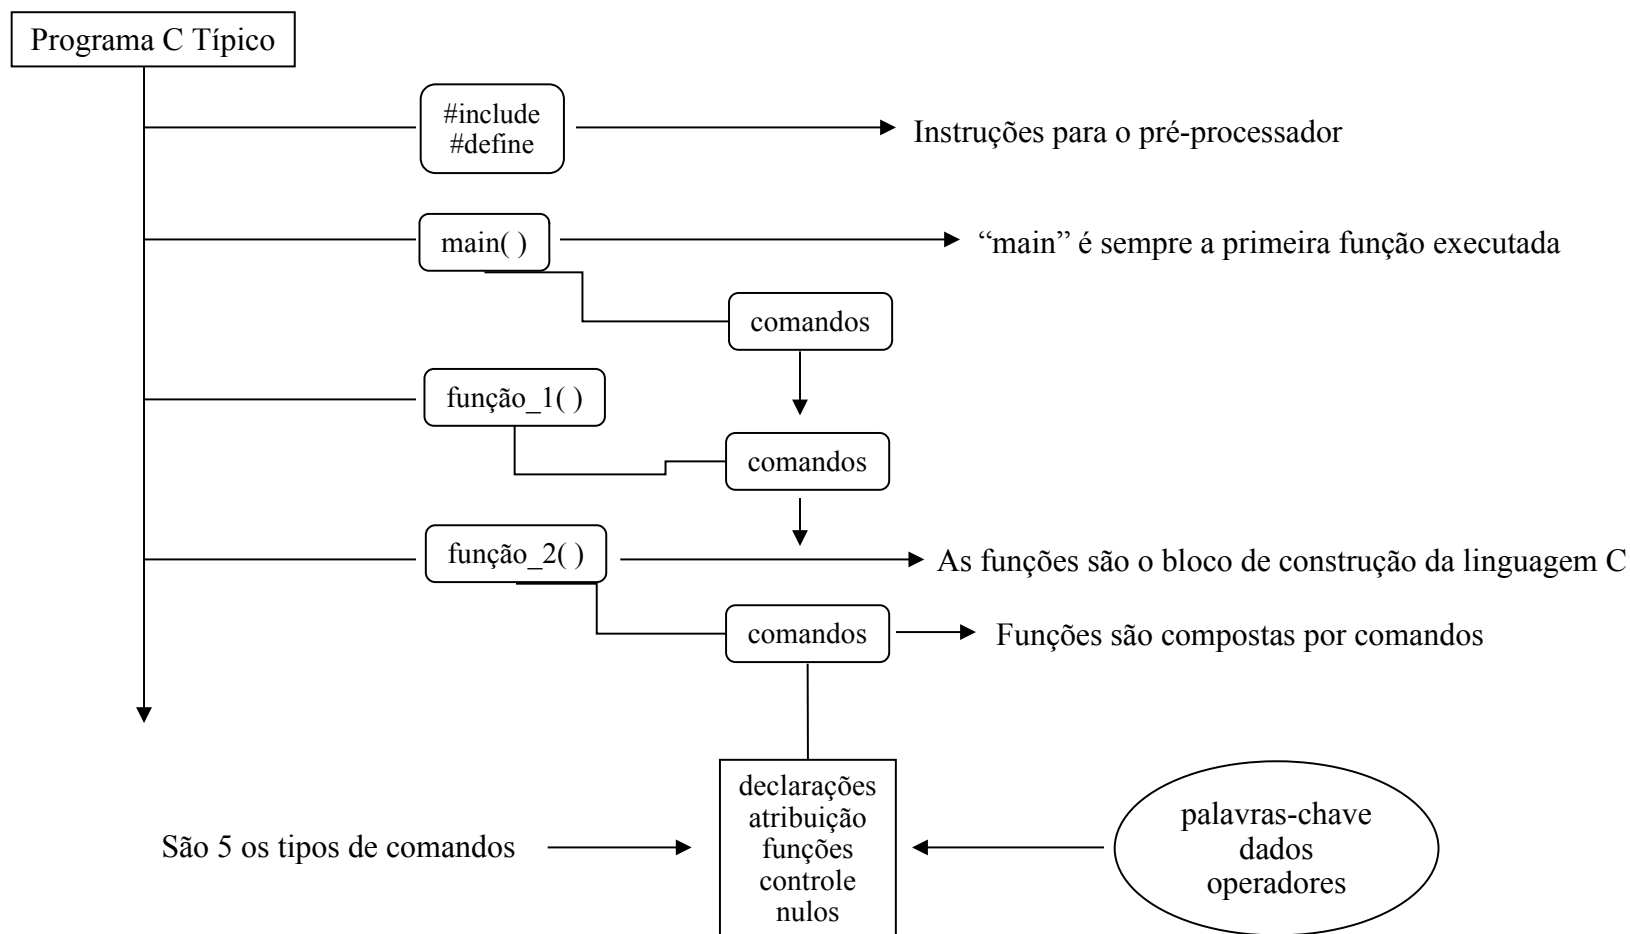 Programa C Típico
#include
#define
Instruções para o pré-processador
main( )
“main” é sempre a primeira função executada
comandos
função_1( )
comandos
função_2( )
As funções são o bloco de construção da linguagem C
comandos
Funções são compostas por comandos
São 5 os tipos de comandos
declarações
atribuição
funções
controle
nulos
palavras-chave
dados
operadores